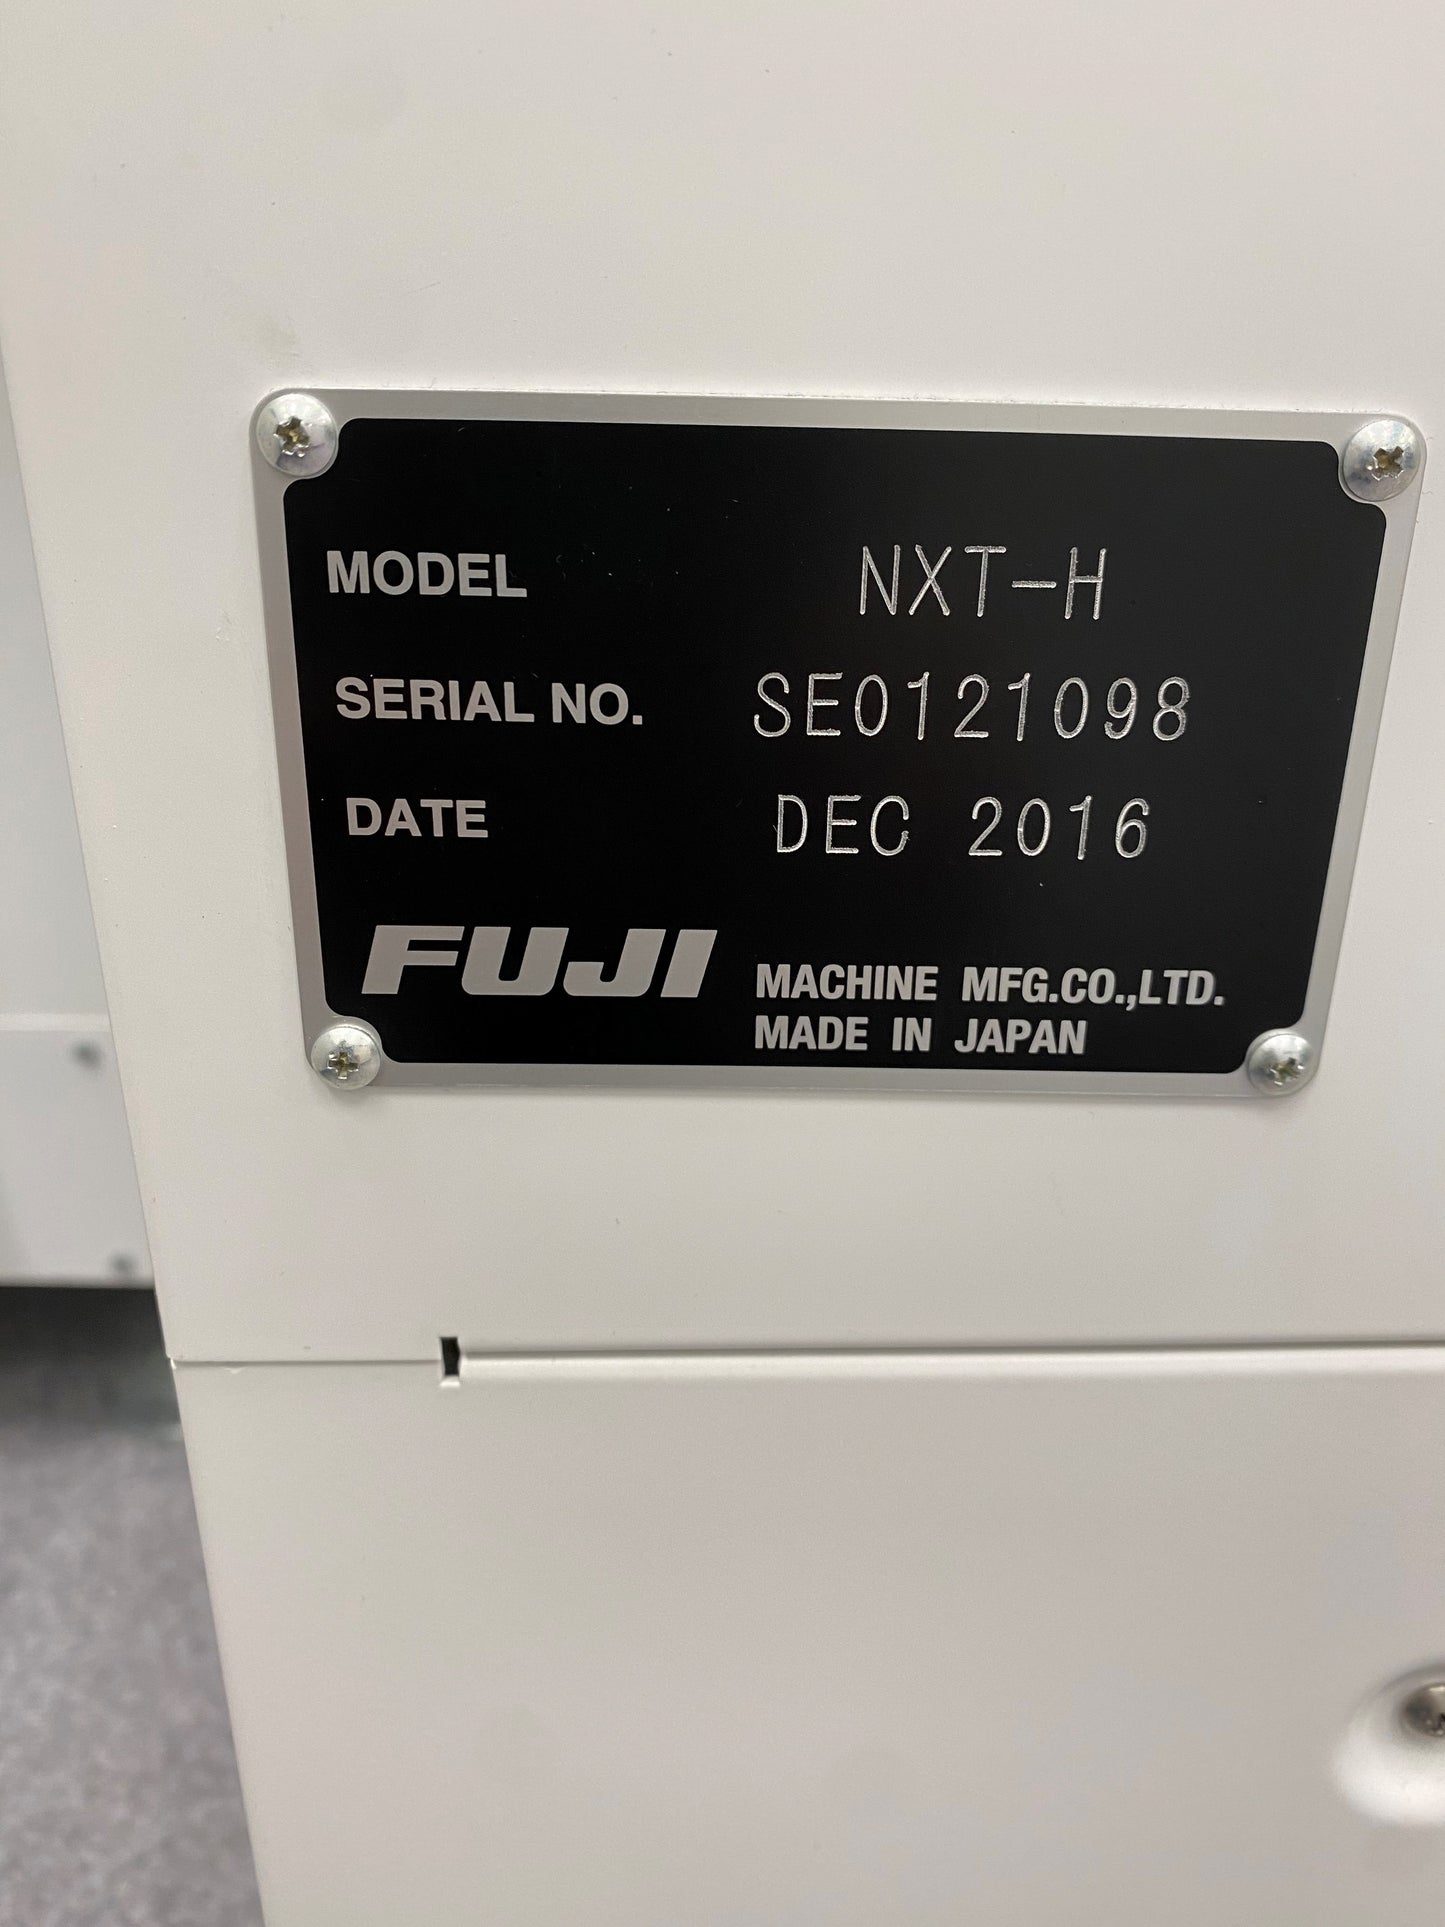 MODEL NXT-H
SERIAL NO. SE0121098
DATE DEC 2016
FUJI MACHINE MFG.CO.,LTD.
MADE IN JAPAN